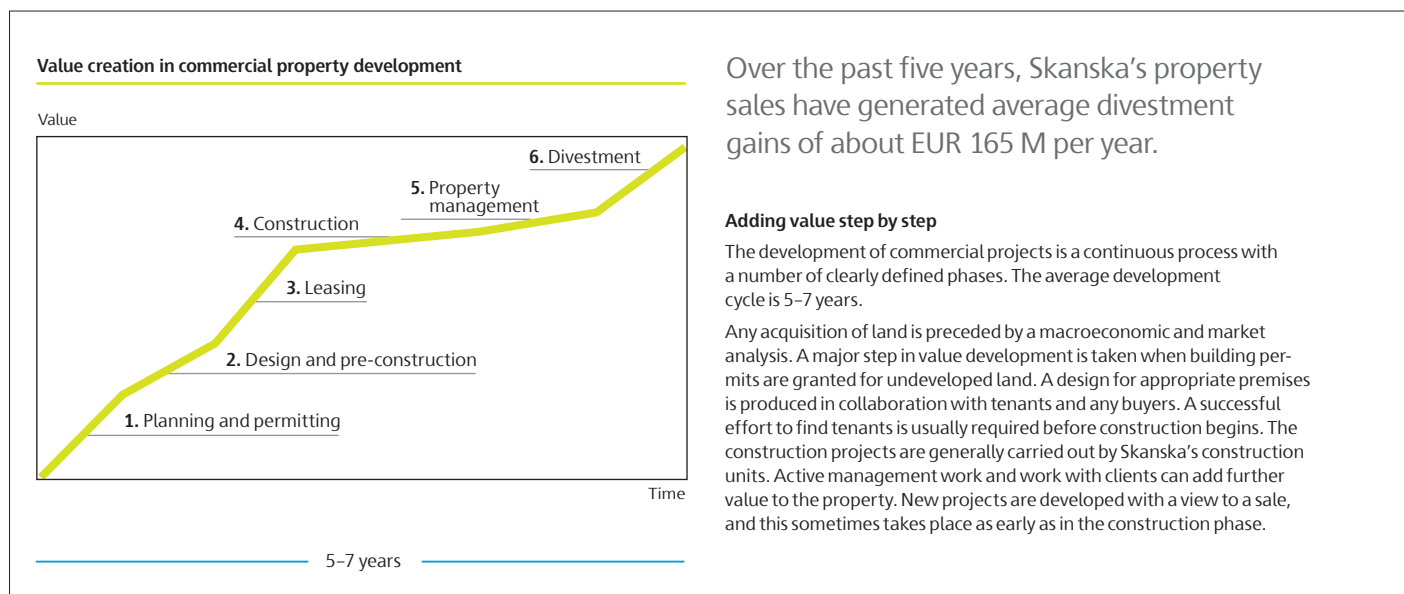 Value creation in commercial property development
Value
6. Divestment
5. Property
management
4. Construction
3. Leasing
2. Design and pre-construction
1. Planning and permitting
Time
5–7 years
Over the past five years, Skanska’s property
sales have generated average divestment
gains of about EUR 165 M per year.
Adding value step by step
The development of commercial projects is a continuous process with
a number of clearly defined phases. The average development
cycle is 5–7 years.
Any acquisition of land is preceded by a macroeconomic and market
analysis. A major step in value development is taken when building per-
mits are granted for undeveloped land. A design for appropriate premises
is produced in collaboration with tenants and any buyers. A successful
effort to find tenants is usually required before construction begins. The
construction projects are generally carried out by Skanska’s construction
units. Active management work and work with clients can add further
value to the property. New projects are developed with a view to a sale,
and this sometimes takes place as early as in the construction phase.